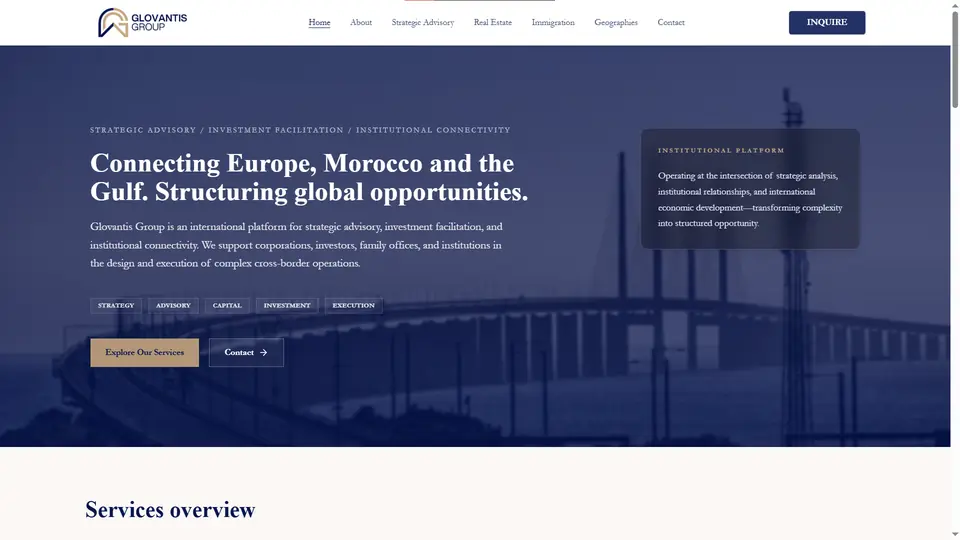 GLOVANTIS
GROUP
Home About Strategic Advisory Real Estate Immigration Geographies Contact
INQUIRE
STRATEGIC ADVISORY / INVESTMENT FACILITATION / INSTITUTIONAL CONNECTIVITY
Connecting Europe, Morocco and the
Gulf. Structuring global opportunities.
Glovantis Group is an international platform for strategic advisory, investment facilitation, and
institutional connectivity. We support corporations, investors, family offices, and institutions in
the design and execution of complex cross-border operations.
STRATEGY ADVISORY CAPITAL INVESTMENT EXECUTION
Explore Our Services Contact →
INSTITUTIONAL PLATFORM
Operating at the intersection of strategic analysis,
institutional relationships, and international
economic development—transforming complexity
into structured opportunity.
Services overview